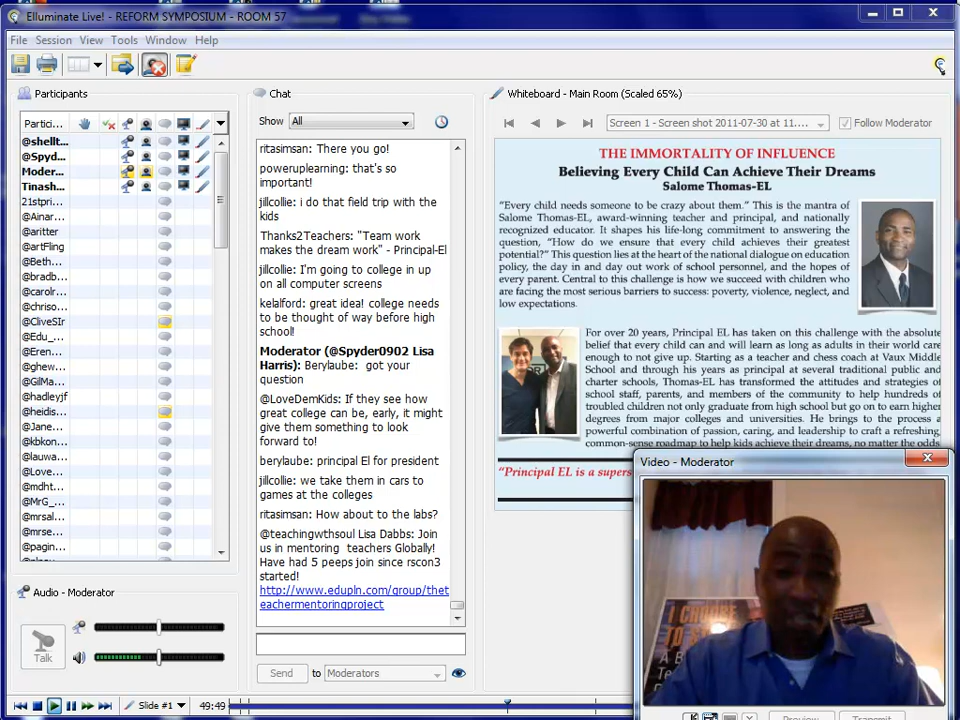 Elluminate Live! - REFORM SYMPOSIUM - ROOM 57
File Session View Tools Window Help
Participants
Partici...
@shellt...
@Spyd...
Moder...
Tinash...
21stpri...
@Ainar...
@aritter
@artFling
@Beth...
@bradb...
@carolr...
@chriso...
@CliveSIr
@Edu_...
@Eren...
@ghew...
@GilMa...
@hadleyjf
@heidis...
@Jane...
@kbkon...
@lauwa...
@Love...
@mdht...
@MrG_...
@mrsal...
@mrse...
@pagin...
Audio - Moderator
Talk
Chat
Show All
ritasimsan: There you go!
poweruplearning: that's so
important!
jillcollie: i do that field trip with the
kids
Thanks2Teachers: "Team work
makes the dream work" - Principal-El
jillcollie: I'm going to college in up
on all computer screens
kelalford: great idea! college needs
to be thought of way before high
school!
Moderator (@Spyder0902 Lisa
Harris): Berylaube: got your
question
@LoveDemKids: If they see how
great college can be, early, it might
give them something to look
forward to!
berylaube: principal El for president
jillcollie: we take them in cars to
games at the colleges
ritasimsan: How about to the labs?
@teachingwthsoul Lisa Dabbs: Join
us in mentoring teachers Globally!
Have had 5 peeps join since rscon3
started!
http://www.edupln.com/group/thet
eachermentoringproject
Send to Moderators
Whiteboard - Main Room (Scaled 65%)
Screen 1 - Screen shot 2011-07-30 at 11....
Follow Moderator
THE IMMORTALITY OF INFLUENCE
Believing Every Child Can Achieve Their Dreams
Salome Thomas-EL
"Every child needs someone to be crazy about them." This is the mantra of
Salome Thomas-EL, award-winning teacher and principal, and nationally
recognized educator. It shapes his life-long commitment to answering the
question, "How do we ensure that every child achieves their greatest
potential?" This question lies at the heart of the national dialogue on education
policy, the day in and day out work of school personnel, and the hopes of
every parent. Central to this challenge is how we succeed with children who
are facing the most serious barriers to success: poverty, violence, neglect, and
low expectations.
For over 20 years, Principal EL has taken on this challenge with the absolute
belief that every child can and will learn as long as adults in their world care
enough to not give up. Starting as a teacher and chess coach at Vaux Middle
School and through his years as principal at several traditional public and
charter schools, Thomas-EL has transformed the attitudes and strategies of
school staff, parents, and members of the community to help hundreds of
troubled children not only graduate from high school but go on to earn higher
degrees from major colleges and universities. He brings to the process a
powerful combination of passion, caring, and leadership to craft a refreshing,
common-sense roadmap to help kids achieve their dreams, no matter the odds
"Principal EL is a supers
Video - Moderator
I CHOOSE
TO S
A B
Preview Transmit
Slide #1 49:49